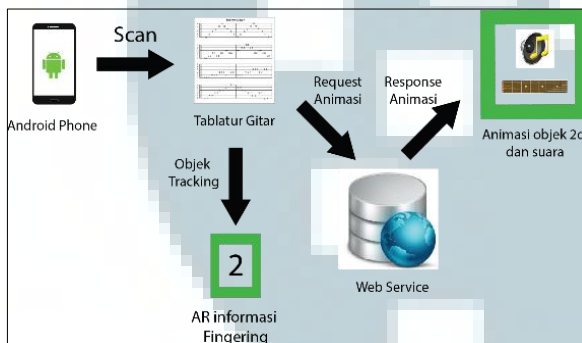 Scan
Android Phone
Tablatur Gitar
Request
Animasi
Response
Animasi
Animasi objek 2d
dan suara
Objek
Tracking
2
AR informasi
Fingering
Web Service